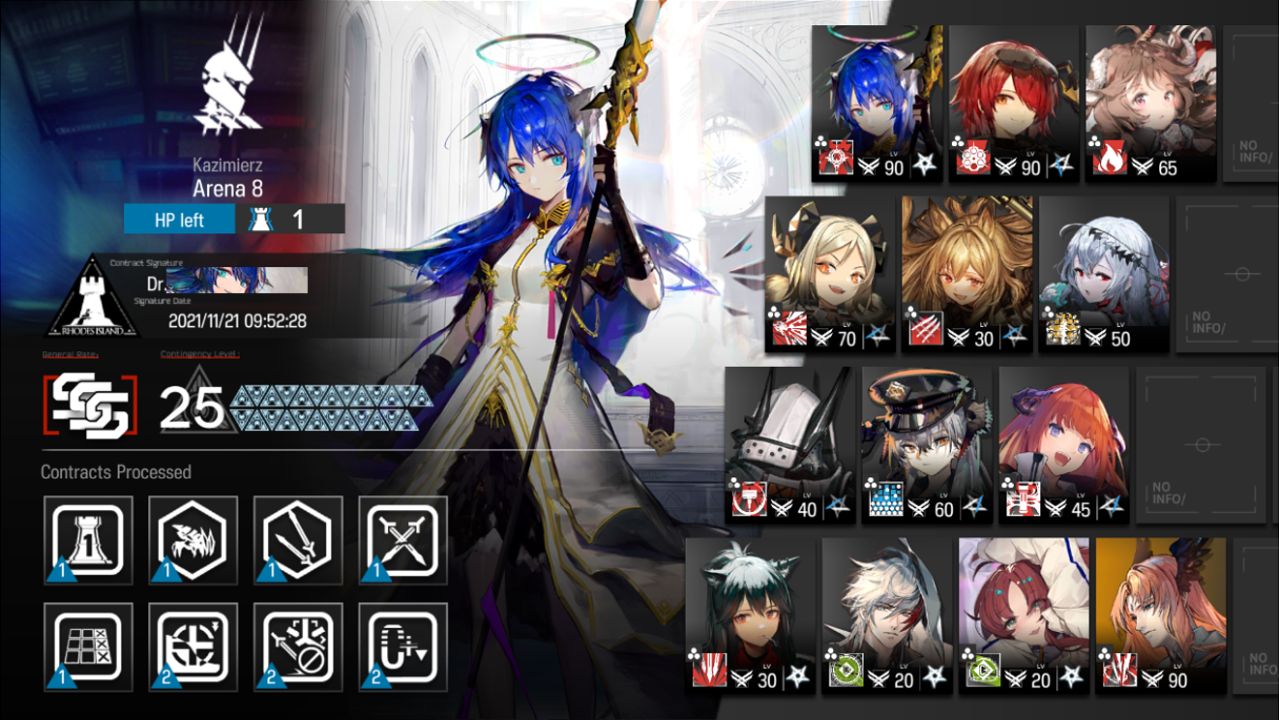 Kazimierz
Arena 8
HP left 1
Contract Signature
Dr.
Signature Date
2021/11/21 09:52:28
RHODES ISLAND
General Rate:
Contingency Level:
SSS
25
Contracts Processed
1
1
1
1
1
1
2
2
2
LV
90
LV
90
LV
65
NO
INFO/
LV
70
LV
30
LV
50
NO
INFO/
LV
40
LV
60
LV
45
NO
INFO/
LV
30
LV
20
LV
20
LV
90
NO
INFO